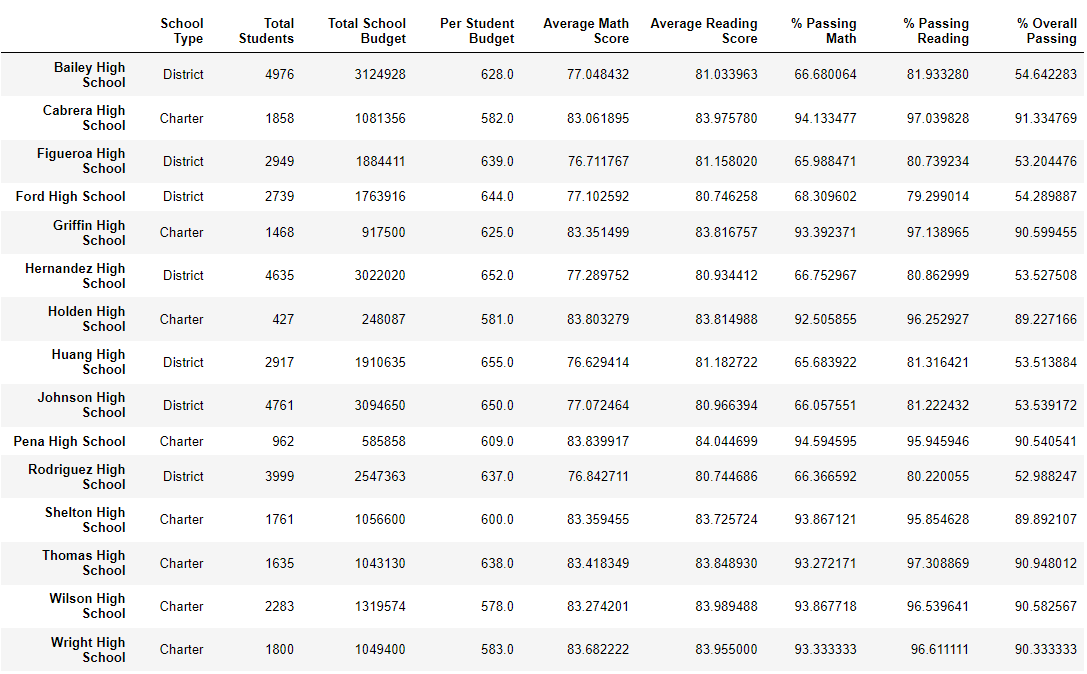 School Type Total Students Total School Budget Per Student Budget Average Math Score Average Reading Score % Passing Math % Passing Reading % Overall Passing
Bailey High School District 4976 3124928 628.0 77.048432 81.033963 66.680064 81.933280 54.642283
Cabrera High School Charter 1858 1081356 582.0 83.061895 83.975780 94.133477 97.039828 91.334769
Figueroa High School District 2949 1884411 639.0 76.711767 81.158020 65.988471 80.739234 53.204476
Ford High School District 2739 1763916 644.0 77.102592 80.746258 68.309602 79.299014 54.289887
Griffin High School Charter 1468 917500 625.0 83.351499 83.816757 93.392371 97.138965 90.599455
Hernandez High School District 4635 3022020 652.0 77.289752 80.934412 66.752967 80.862999 53.527508
Holden High School Charter 427 248087 581.0 83.803279 83.814988 92.505855 96.252927 89.227166
Huang High School District 2917 1910635 655.0 76.629414 81.182722 65.683922 81.316421 53.513884
Johnson High School District 4761 3094650 650.0 77.072464 80.966394 66.057551 81.222432 53.539172
Pena High School Charter 962 585858 609.0 83.839917 84.044699 94.594595 95.945946 90.540541
Rodriguez High School District 3999 2547363 637.0 76.842711 80.744686 66.366592 80.220055 52.988247
Shelton High School Charter 1761 1056600 600.0 83.359455 83.725724 93.867121 95.854628 89.892107
Thomas High School Charter 1635 1043130 638.0 83.418349 83.848930 93.272171 97.308869 90.948012
Wilson High School Charter 2283 1319574 578.0 83.274201 83.989488 93.867718 96.539641 90.582567
Wright High School Charter 1800 1049400 583.0 83.682222 83.955000 93.333333 96.611111 90.333333